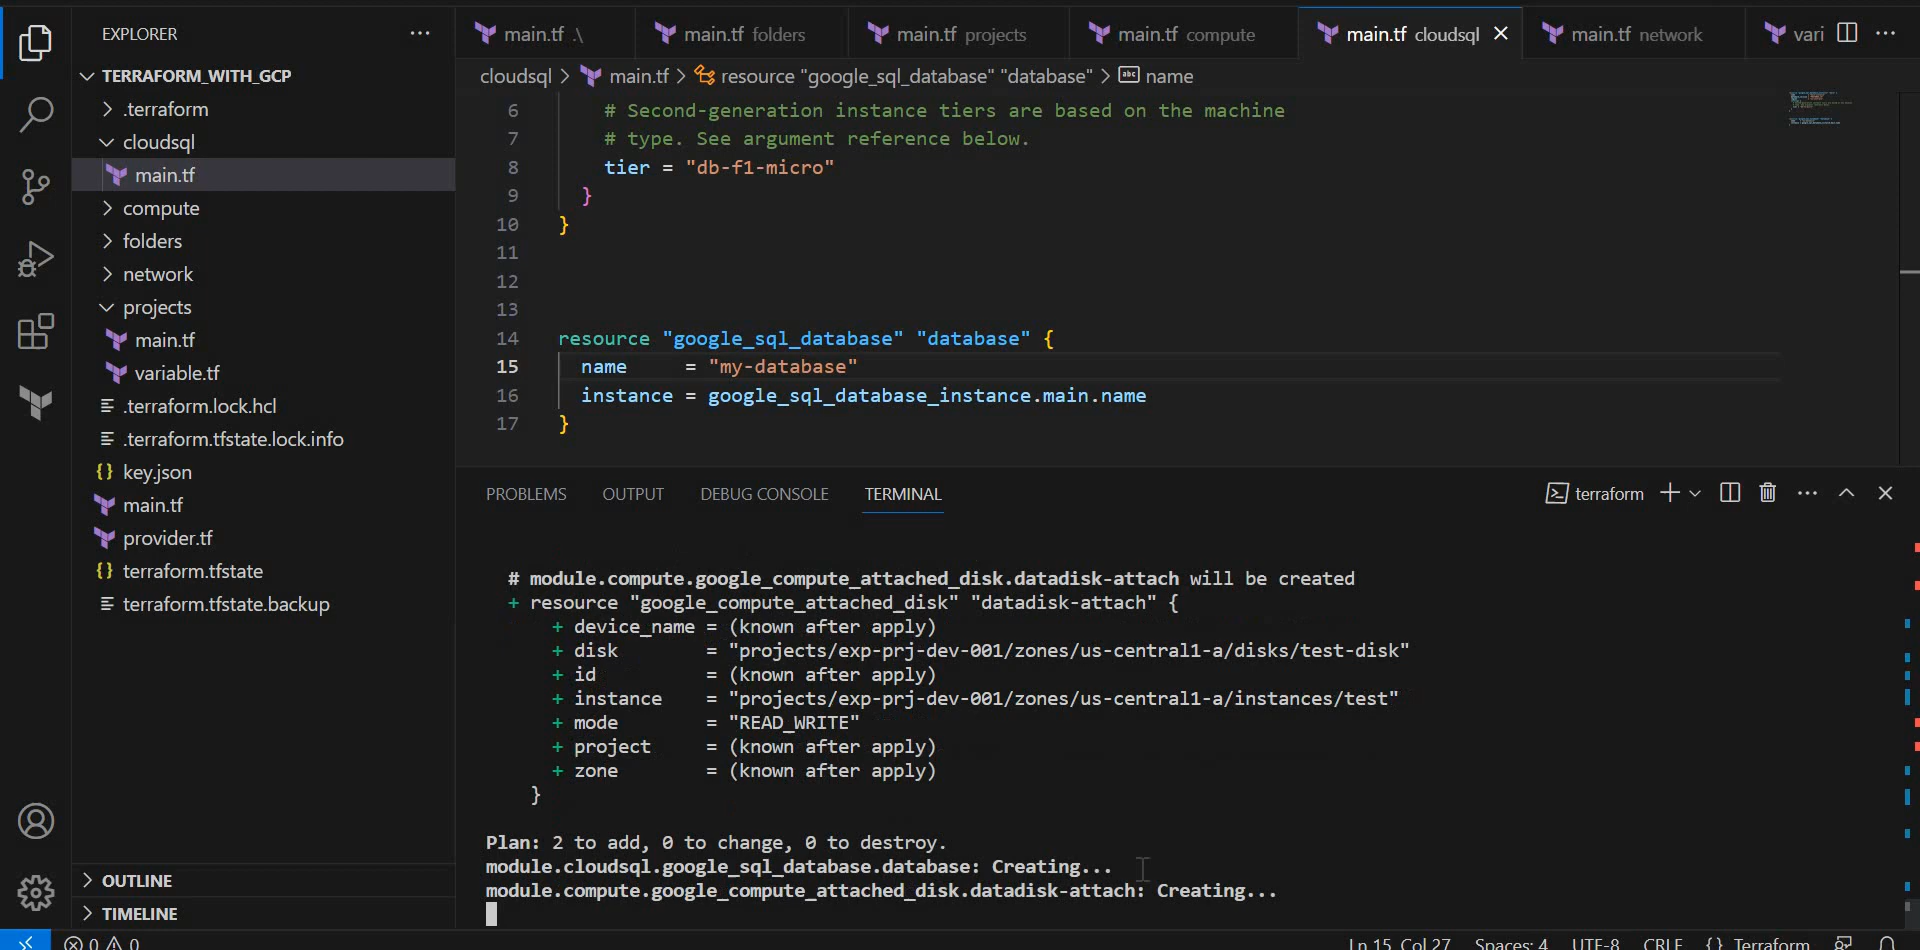 EXPLORER
TERRAFORM_WITH_GCP
.terraform
cloudsql
main.tf
compute
folders
network
projects
main.tf
variable.tf
.terraform.lock.hcl
.terraform.tfstate.lock.info
{} key.json
main.tf
provider.tf
{} terraform.tfstate
terraform.tfstate.backup
OUTLINE
TIMELINE
main.tf .\
main.tf folders
main.tf projects
main.tf compute
main.tf cloudsql
main.tf network
vari
cloudsql > main.tf > resource "google_sql_database" "database" > abc name
6 # Second-generation instance tiers are based on the machine
7 # type. See argument reference below.
8 tier = "db-f1-micro"
9 }
10 }
11
12
13
14 resource "google_sql_database" "database" {
15 name = "my-database"
16 instance = google_sql_database_instance.main.name
17 }
PROBLEMS OUTPUT DEBUG CONSOLE TERMINAL
terraform
# module.compute.google_compute_attached_disk.datadisk-attach will be created
+ resource "google_compute_attached_disk" "datadisk-attach" {
+ device_name = (known after apply)
+ disk = "projects/exp-prj-dev-001/zones/us-central1-a/disks/test-disk"
+ id = (known after apply)
+ instance = "projects/exp-prj-dev-001/zones/us-central1-a/instances/test"
+ mode = "READ_WRITE"
+ project = (known after apply)
+ zone = (known after apply)
}
Plan: 2 to add, 0 to change, 0 to destroy.
module.cloudsql.google_sql_database.database: Creating...
module.compute.google_compute_attached_disk.datadisk-attach: Creating...
0 0 Ln 15, Col 27 Spaces: 4 UTF-8 CRLF {} Terraform